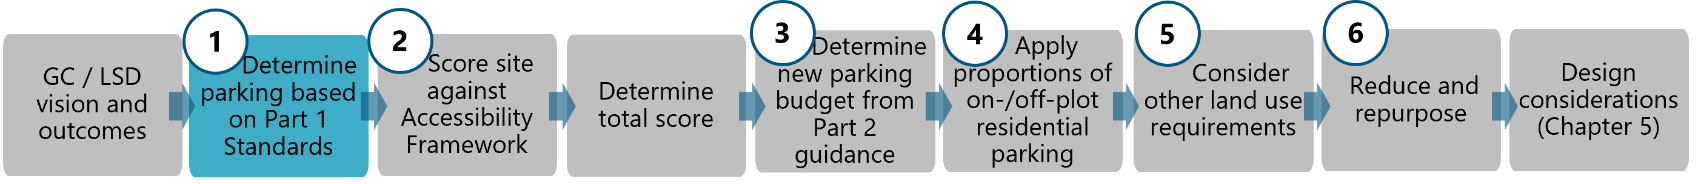 GC / LSD
vision and
outcomes
1
Determine
parking based
on Part 1
Standards
2
Score site
against
Accessibility
Framework
Determine
total score
3
Determine
new parking
budget from
Part 2
guidance
4
Apply
proportions of
on-/off-plot
residential
parking
5
Consider
other land use
requirements
6
Reduce and
repurpose
Design
considerations
(Chapter 5)